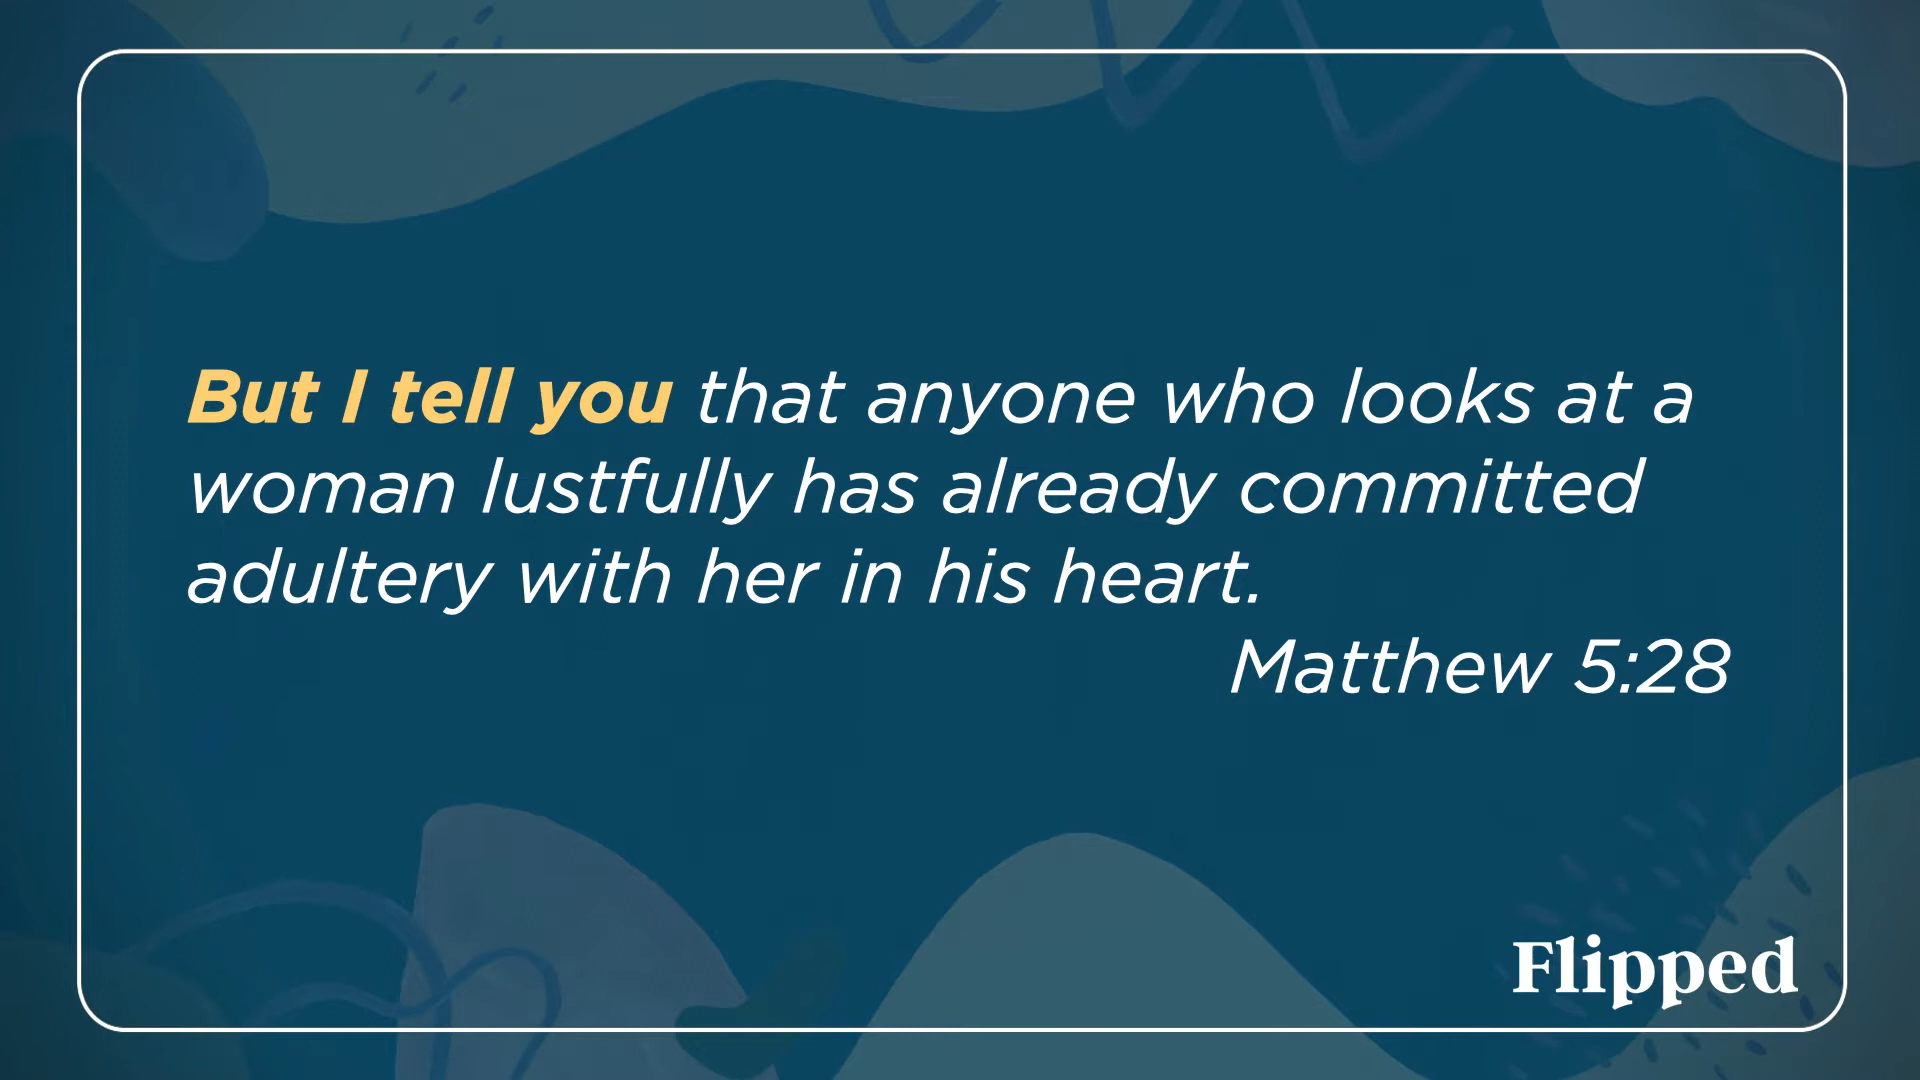 But I tell you that anyone who looks at a
woman lustfully has already committed
adultery with her in his heart.
Matthew 5:28
Flipped